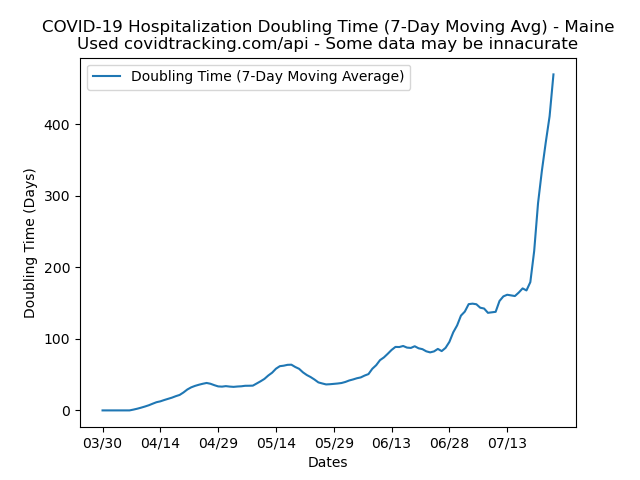 COVID-19 Hospitalization Doubling Time (7-Day Moving Avg) - Maine
Used covidtracking.com/api - Some data may be innacurate
Doubling Time (7-Day Moving Average)
Doubling Time (Days)
400
300
200
100
0
03/30 04/14 04/29 05/14 05/29 06/13 06/28 07/13
Dates